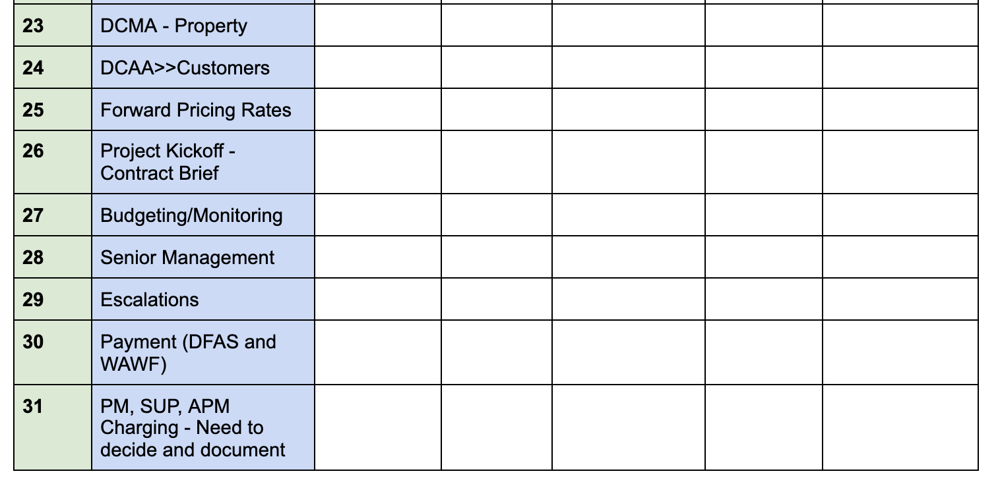 23 DCMA - Property
24 DCAA>>Customers
25 Forward Pricing Rates
26 Project Kickoff -
Contract Brief
27 Budgeting/Monitoring
28 Senior Management
29 Escalations
30 Payment (DFAS and
WAWF)
31 PM, SUP, APM
Charging - Need to
decide and document